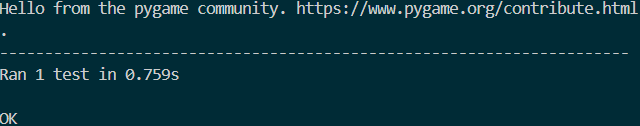 Hello from the pygame community. https://www.pygame.org/contribute.html
.
----------------------------------------------------------------------
Ran 1 test in 0.759s
OK